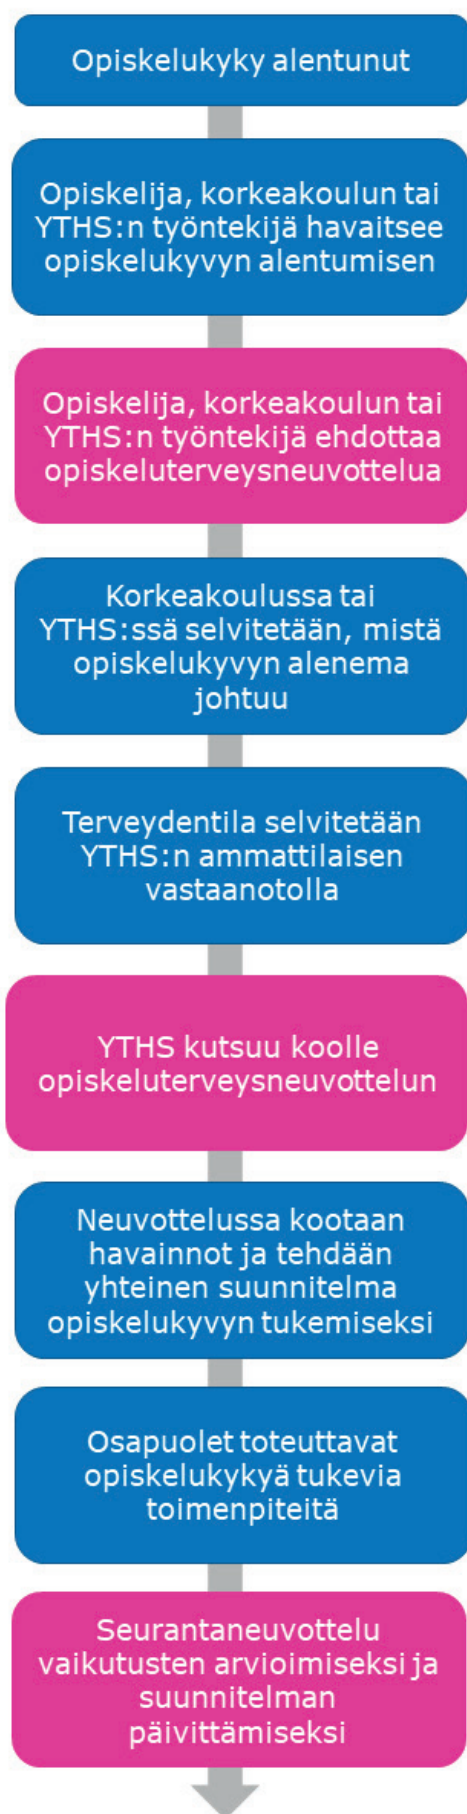 Opiskelukyky alentunut
Opiskelija, korkeakoulun tai
YTHS:n työntekijä havaitsee
opiskelukyvyn alentumisen
Opiskelija, korkeakoulun tai
YTHS:n työntekijä ehdottaa
opiskeluterveysneuvottelua
Korkeakoulussa tai
YTHS:ssä selvitetään, mistä
opiskelukyvyn alenema
johtuu
Terveydentila selvitetään
YTHS:n ammattilaisen
vastaanotolla
YTHS kutsuu koolle
opiskeluterveysneuvottelun
Neuvottelussa kootaan
havainnot ja tehdään
yhteinen suunnitelma
opiskelukyvyn tukemiseksi
Osapuolet toteuttavat
opiskelukykyä tukevia
toimenpiteitä
Seurantaneuvottelu
vaikutusten arvioimiseksi ja
suunnitelman
päivittämiseksi